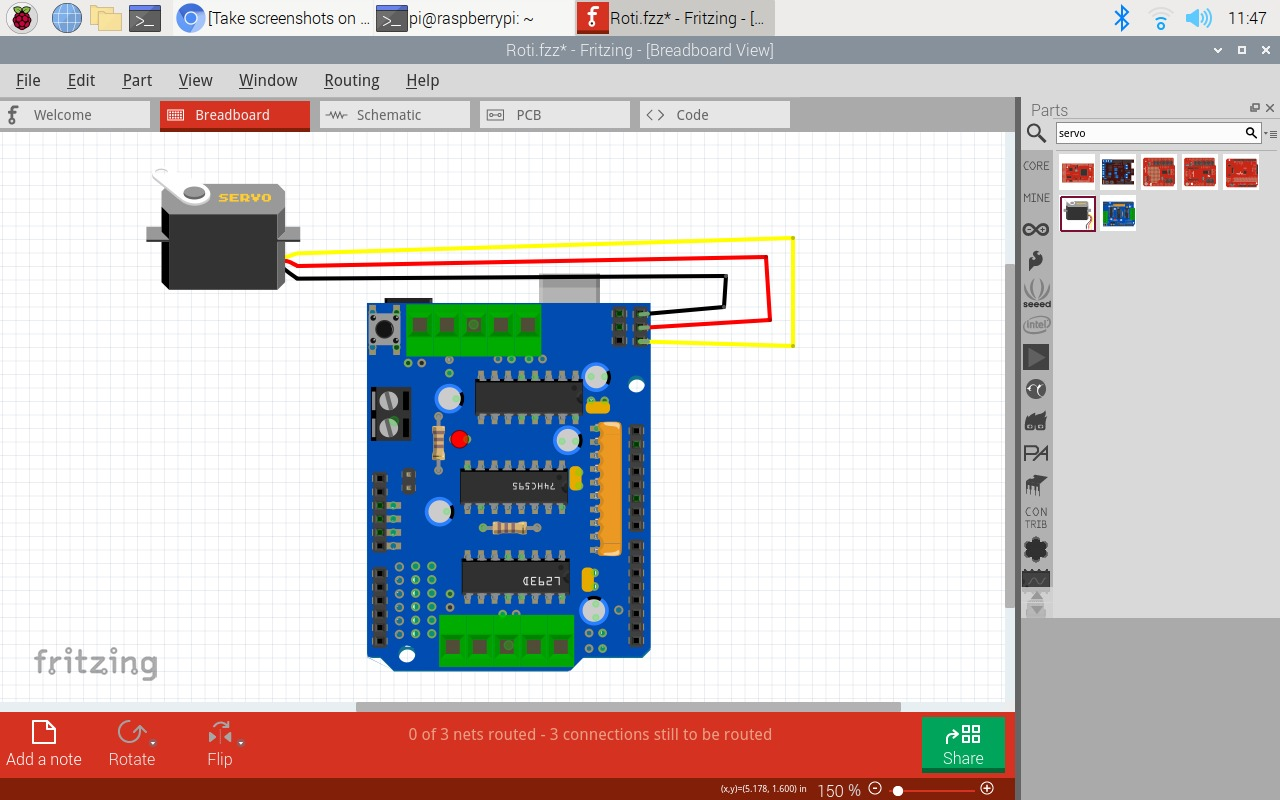 [Take screenshots on ...
pi@raspberrypi: ~
Roti.fzz* - Fritzing - [...
11:47
Roti.fzz* - Fritzing - [Breadboard View]
File Edit Part View Window Routing Help
Parts
Welcome
Breadboard
Schematic
PCB
Code
servo
CORE
MINE
seeed
intel
PA
CON
TRIB
SERVO
74HC595
L293D
fritzing
Add a note
Rotate
Flip
0 of 3 nets routed - 3 connections still to be routed
Share
(x,y)=(5.178, 1.600) in
150 %